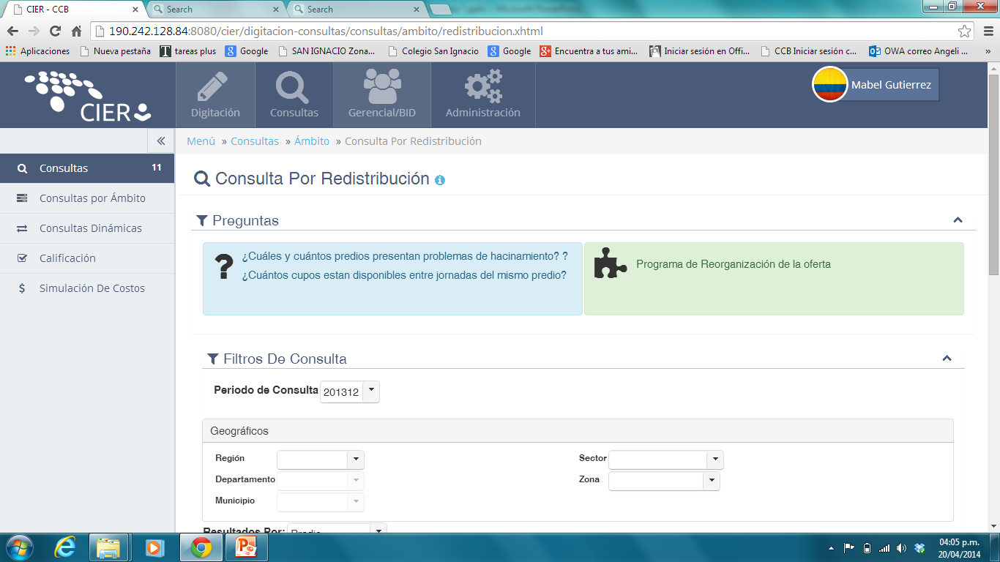 CIER - CCB
Search
Search
190.242.128.84:8080/cier/digitacion-consultas/consultas/ambito/redistribucion.xhtml
Aplicaciones
Nueva pestaña
tareas plus
Google
SAN IGNACIO Zona...
Colegio San Ignacio
Google
Encuentra a tus ami...
Iniciar sesión en Offi...
CCB Iniciar sesión c...
OWA correo Angeli ...
»
CIER
Digitación
Consultas
Gerencial/BID
Administración
Mabel Gutierrez
Menú » Consultas » Ámbito » Consulta Por Redistribución
Consultas 11
Consultas por Ámbito
Consultas Dinámicas
Calificación
$ Simulación De Costos
Consulta Por Redistribución
Preguntas
¿Cuáles y cuántos predios presentan problemas de hacinamiento? ?
¿Cuántos cupos estan disponibles entre jornadas del mismo predio?
Programa de Reorganización de la oferta
Filtros De Consulta
Periodo de Consulta 201312
Geográficos
Región
Sector
Departamento
Zona
Municipio
Resultados Por: Predio
04:05 p.m.
20/04/2014